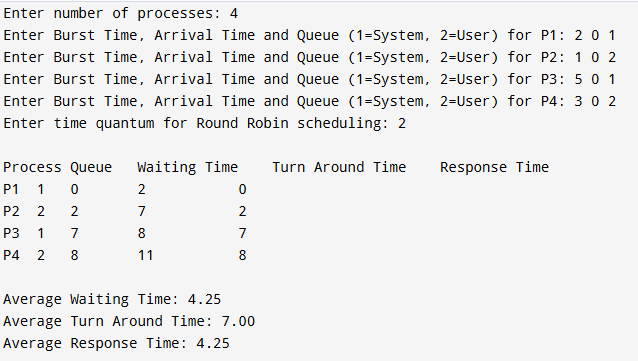 Enter number of processes: 4
Enter Burst Time, Arrival Time and Queue (1=System, 2=User) for P1: 2 0 1
Enter Burst Time, Arrival Time and Queue (1=System, 2=User) for P2: 1 0 2
Enter Burst Time, Arrival Time and Queue (1=System, 2=User) for P3: 5 0 1
Enter Burst Time, Arrival Time and Queue (1=System, 2=User) for P4: 3 0 2
Enter time quantum for Round Robin scheduling: 2
Process Queue   Waiting Time    Turn Around Time    Response Time
P1  1   0       2           0
P2  2   2       7           2
P3  1   7       8           7
P4  2   8       11          8
Average Waiting Time: 4.25
Average Turn Around Time: 7.00
Average Response Time: 4.25